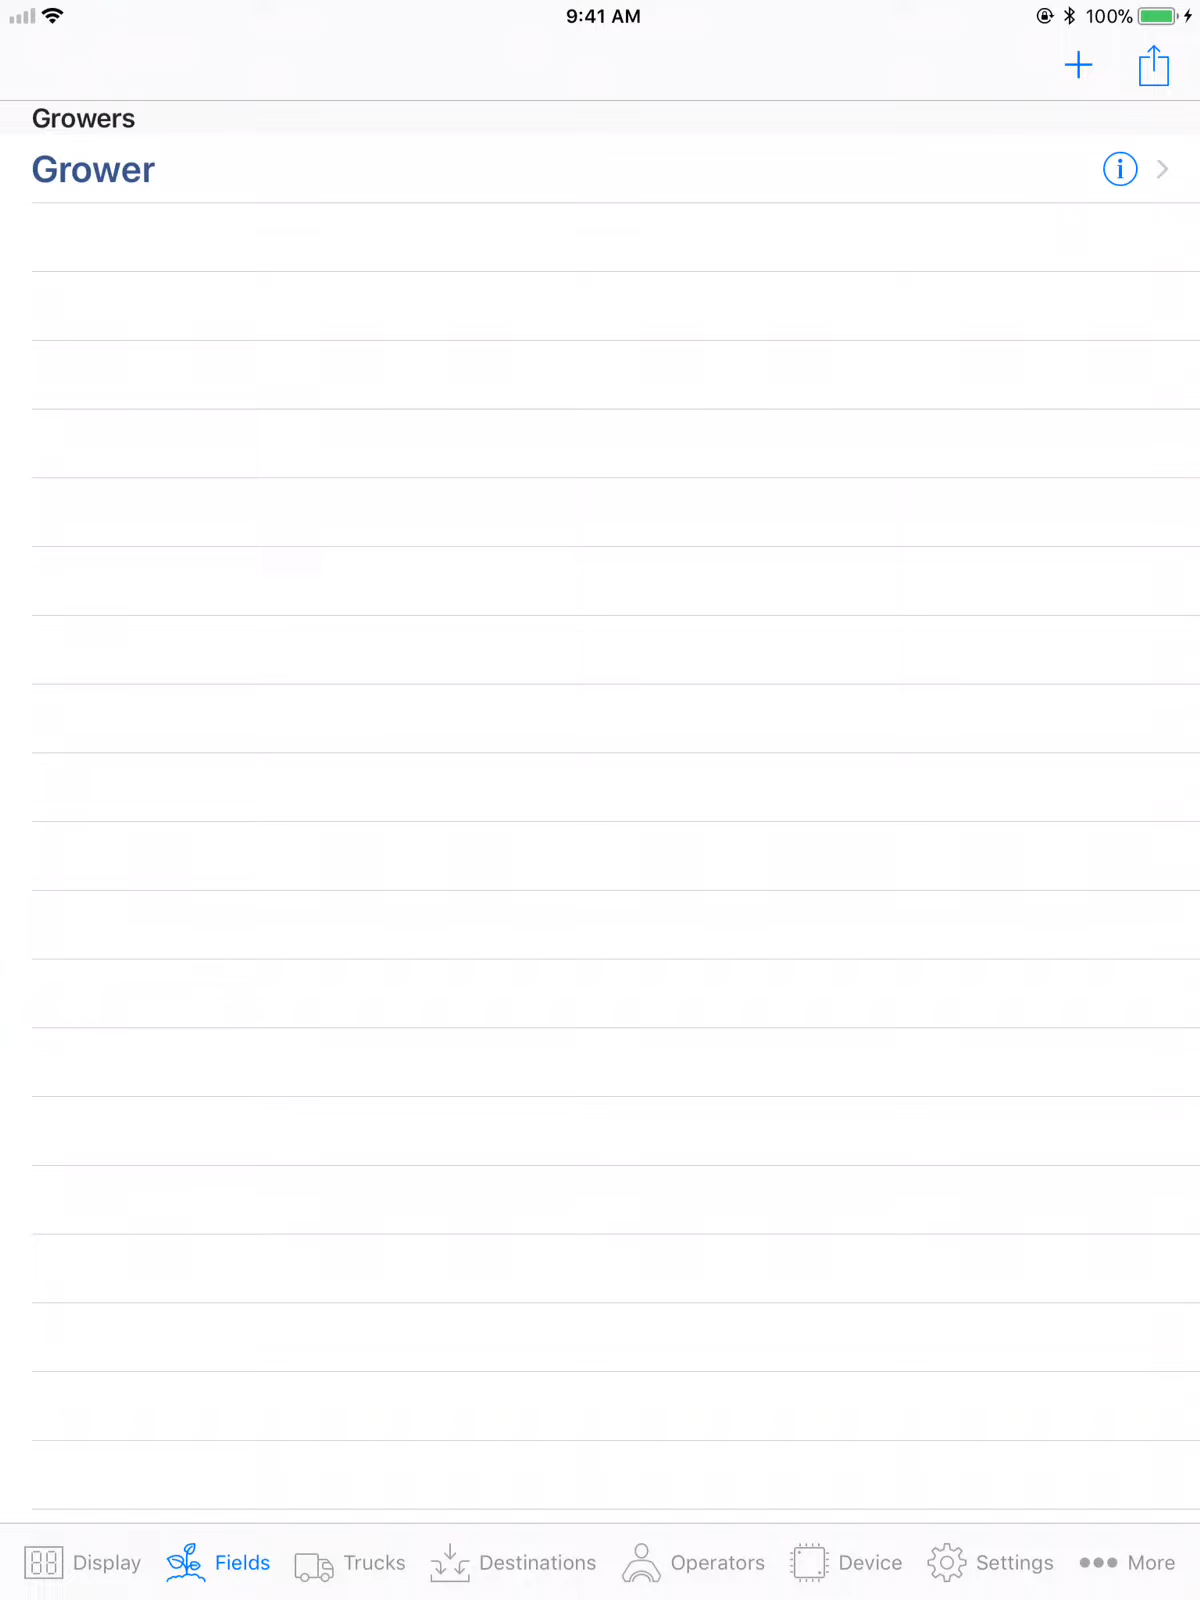 9:41 AM 100%
Growers
Grower
Display Fields Trucks Destinations Operators Device Settings More